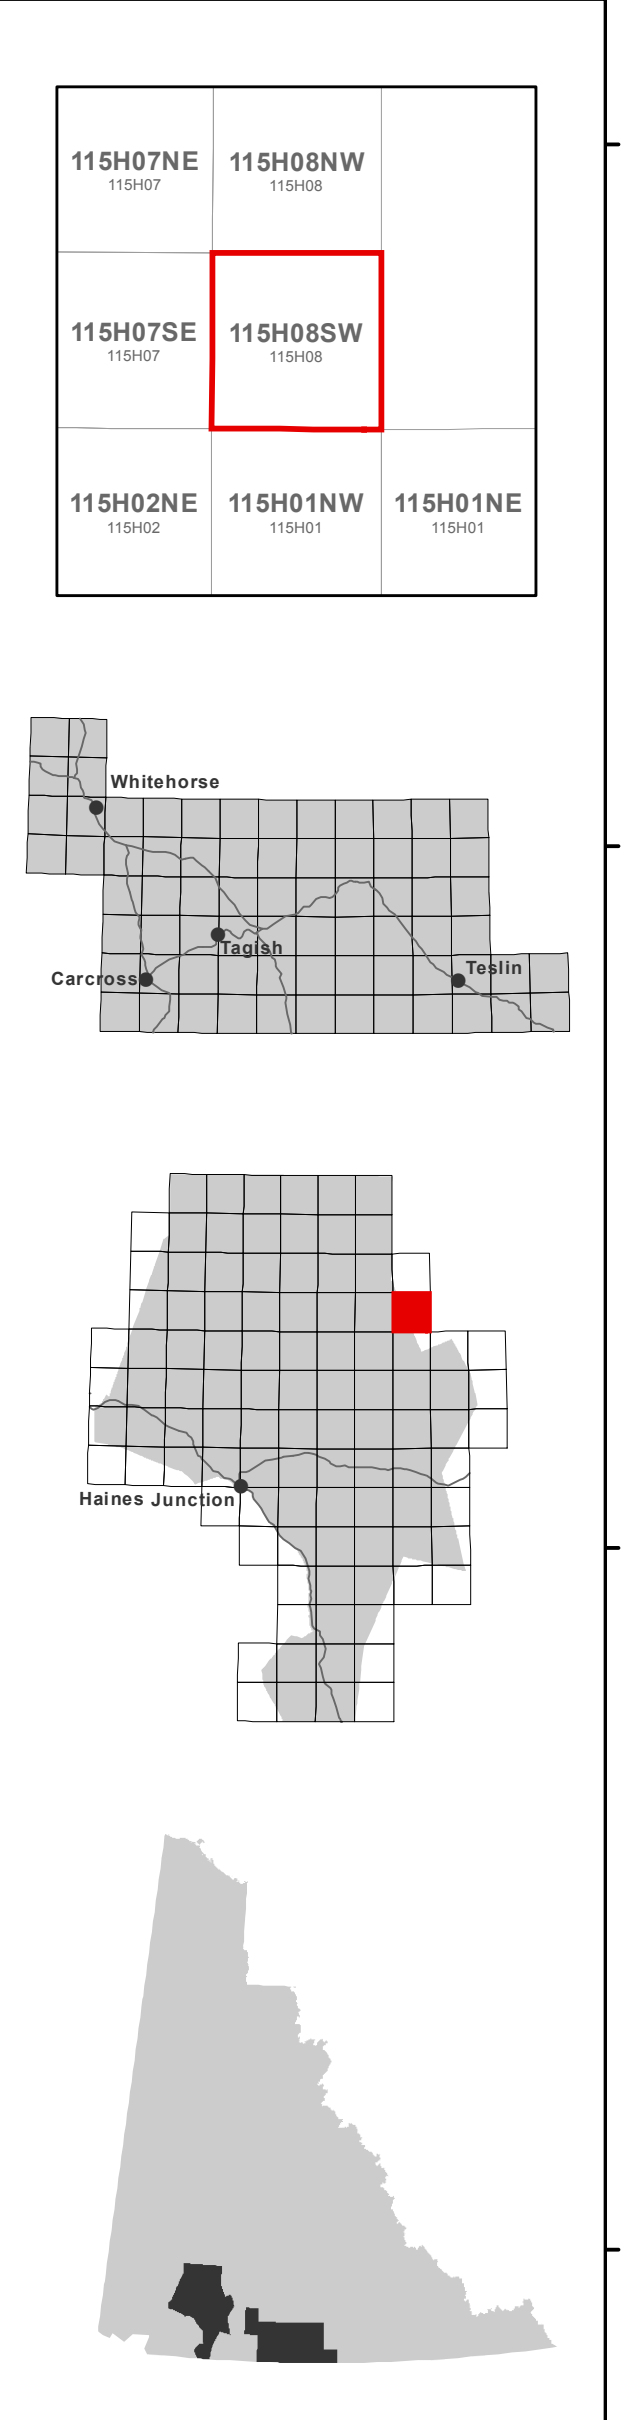 115H07NE 115H08NW
115H07 115H08
115H07SE 115H08SW
115H07 115H08
115H02NE 115H01NW 115H01NE
115H02 115H01 115H01
Whitehorse
Tagish
Teslin
Carcross
Haines Junction